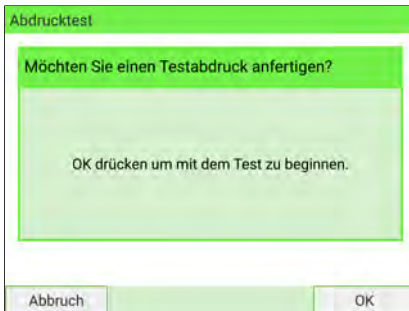 Abdrucktest
Möchten Sie einen Testabdruck anfertigen?
OK drücken um mit dem Test zu beginnen.
Abbruch
OK